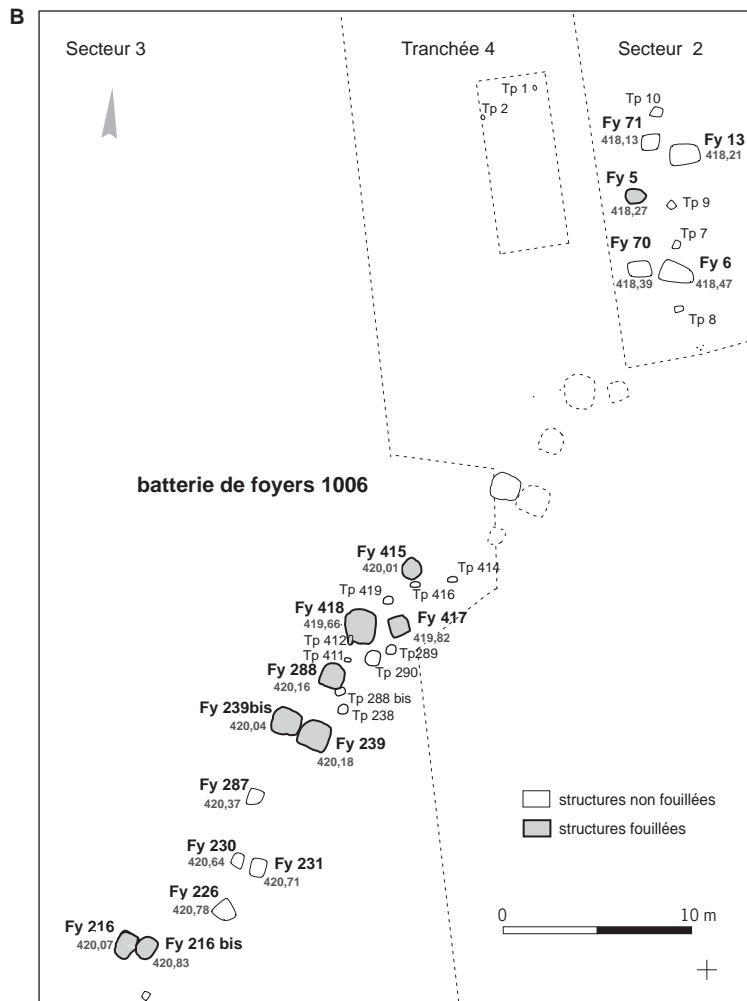 B
Secteur 3
Tranchée 4
Secteur 2
Tp 1
Tp 2
Tp 10
Fy 71
418,13
Fy 13
418,21
Fy 5
418,27
Tp 9
Fy 70
418,39
Tp 7
Fy 6
418,47
Tp 8
batterie de foyers 1006
Fy 415
420,01
Tp 414
Tp 416
Tp 419
Fy 418
419,66
Fy 417
419,82
Tp 4120
Tp 411
Tp289
Tp 290
Fy 288
420,16
Tp 288 bis
Tp 238
Fy 239bis
420,04
Fy 239
420,18
Fy 287
420,37
structures non fouillées
structures fouillées
Fy 230
420,64
Fy 231
420,71
Fy 226
420,78
Fy 216
420,07
Fy 216 bis
420,83
0
10 m